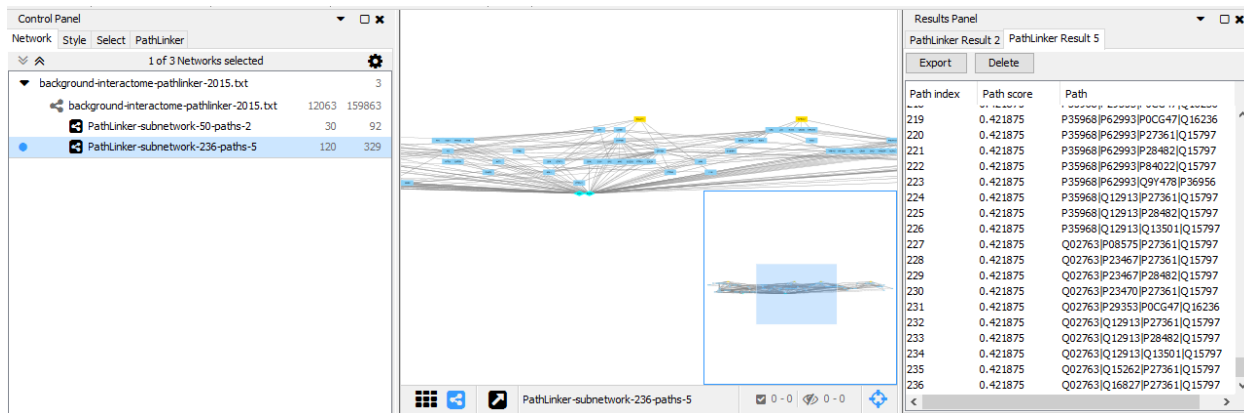 Control Panel
Network Style Select PathLinker
1 of 3 Networks selected
background-interactome-pathlinker-2015.txt 3
background-interactome-pathlinker-2015.txt 12063 159863
PathLinker-subnetwork-50-paths-2 30 92
PathLinker-subnetwork-236-paths-5 120 329
PathLinker-subnetwork-236-paths-5 0 - 0 0 - 0
Results Panel
PathLinker Result 2 PathLinker Result 5
Export Delete
Path index Path score Path
218 0.421875 P35968|P29353|P0CG47|Q16236
219 0.421875 P35968|P62993|P0CG47|Q16236
220 0.421875 P35968|P62993|P27361|Q15797
221 0.421875 P35968|P62993|P28482|Q15797
222 0.421875 P35968|P62993|P84022|Q15797
223 0.421875 P35968|P62993|Q9Y478|P36956
224 0.421875 P35968|Q12913|P27361|Q15797
225 0.421875 P35968|Q12913|P28482|Q15797
226 0.421875 P35968|Q12913|Q13501|Q15797
227 0.421875 Q02763|P08575|P27361|Q15797
228 0.421875 Q02763|P23467|P27361|Q15797
229 0.421875 Q02763|P23467|P28482|Q15797
230 0.421875 Q02763|P23470|P27361|Q15797
231 0.421875 Q02763|P29353|P0CG47|Q16236
232 0.421875 Q02763|Q12913|P27361|Q15797
233 0.421875 Q02763|Q12913|P28482|Q15797
234 0.421875 Q02763|Q12913|Q13501|Q15797
235 0.421875 Q02763|Q15262|P27361|Q15797
236 0.421875 Q02763|Q16827|P27361|Q15797